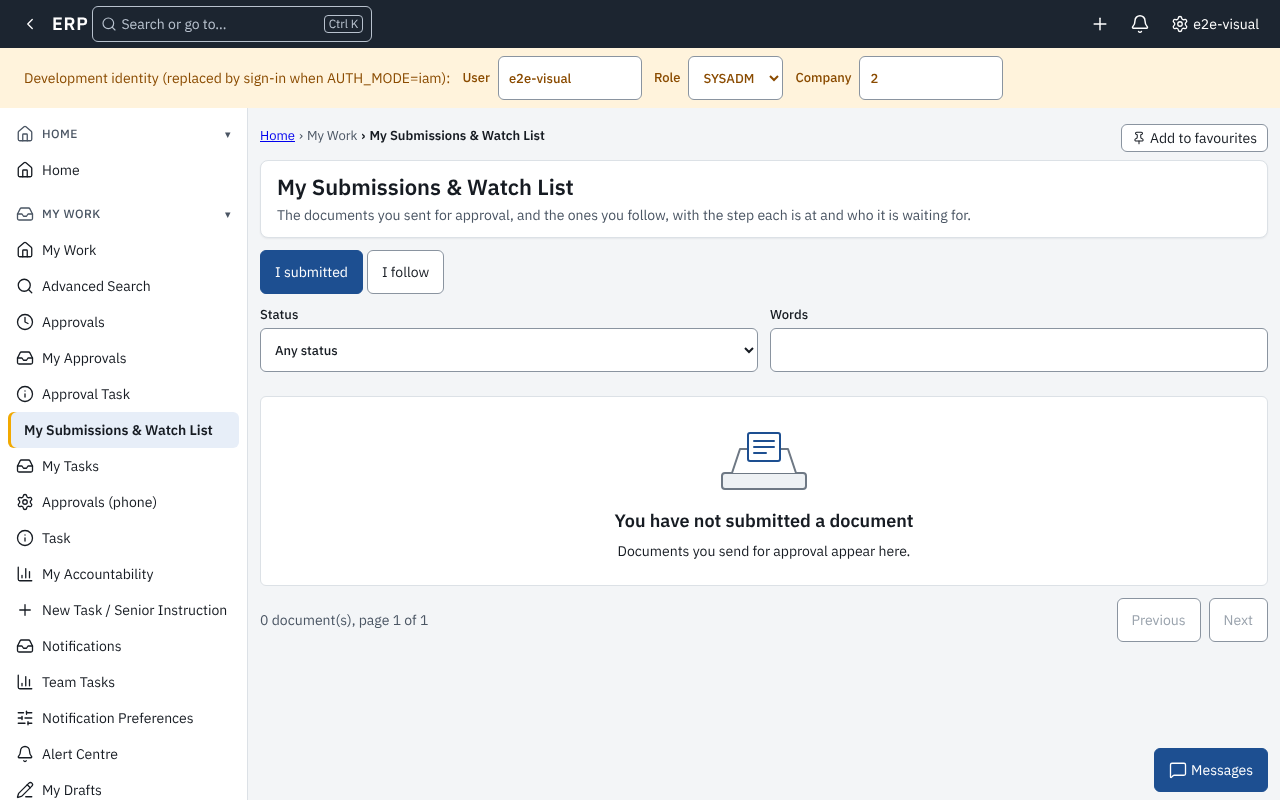 ERP
Search or go to...
Ctrl K
e2e-visual
Development identity (replaced by sign-in when AUTH_MODE=iam):
User
e2e-visual
Role
SYSADM
Company
2
HOME
Home
MY WORK
My Work
Advanced Search
Approvals
My Approvals
Approval Task
My Submissions & Watch List
My Tasks
Approvals (phone)
Task
My Accountability
New Task / Senior Instruction
Notifications
Team Tasks
Notification Preferences
Alert Centre
My Drafts
Home › My Work › My Submissions & Watch List
Add to favourites
My Submissions & Watch List
The documents you sent for approval, and the ones you follow, with the step each is at and who it is waiting for.
I submitted
I follow
Status
Any status
Words
You have not submitted a document
Documents you send for approval appear here.
0 document(s), page 1 of 1
Previous
Next
Messages